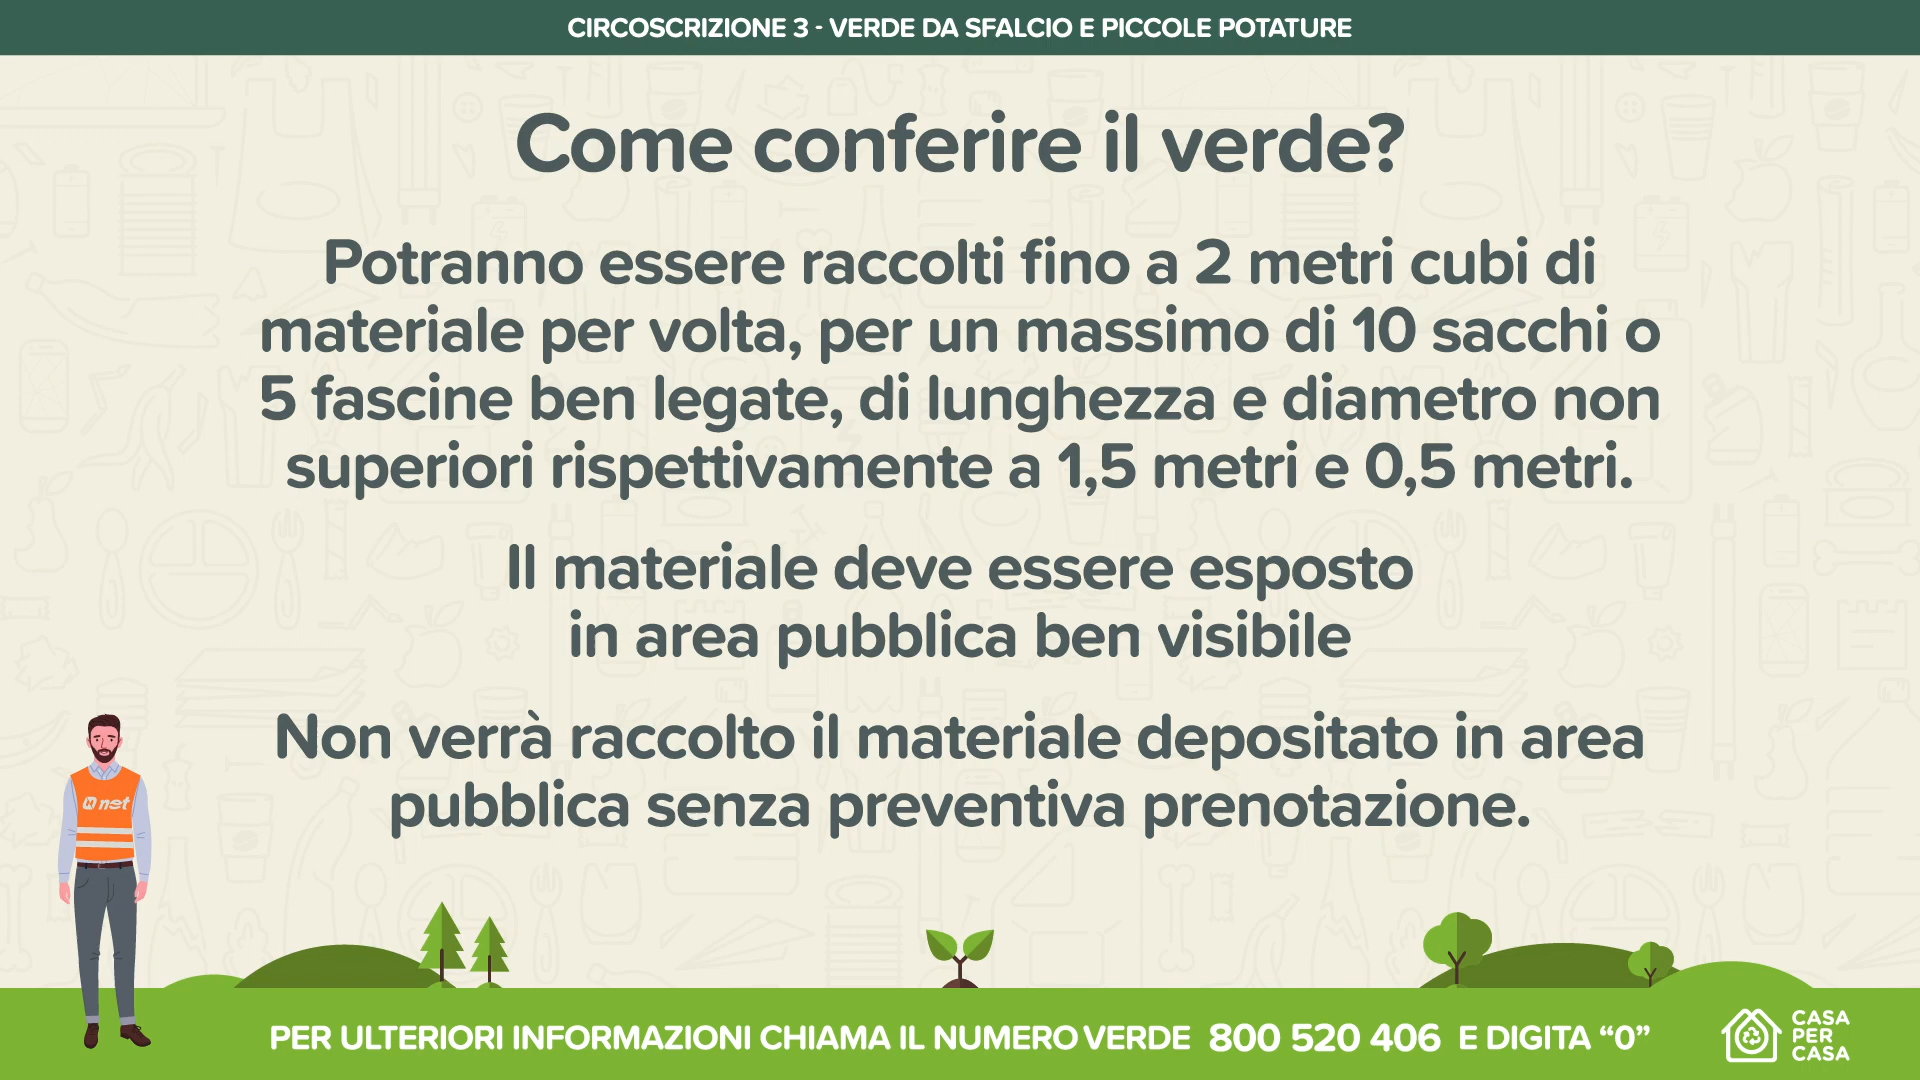 CIRCOSCRIZIONE 3 - VERDE DA SFALCIO E PICCOLE POTATURE
Come conferire il verde?
Potranno essere raccolti fino a 2 metri cubi di
materiale per volta, per un massimo di 10 sacchi o
5 fascine ben legate, di lunghezza e diametro non
superiori rispettivamente a 1,5 metri e 0,5 metri.
Il materiale deve essere esposto
in area pubblica ben visibile
Non verrà raccolto il materiale depositato in area
pubblica senza preventiva prenotazione.
net
PER ULTERIORI INFORMAZIONI CHIAMA IL NUMERO VERDE 800 520 406 E DIGITA “0”
CASA
PER
CASA